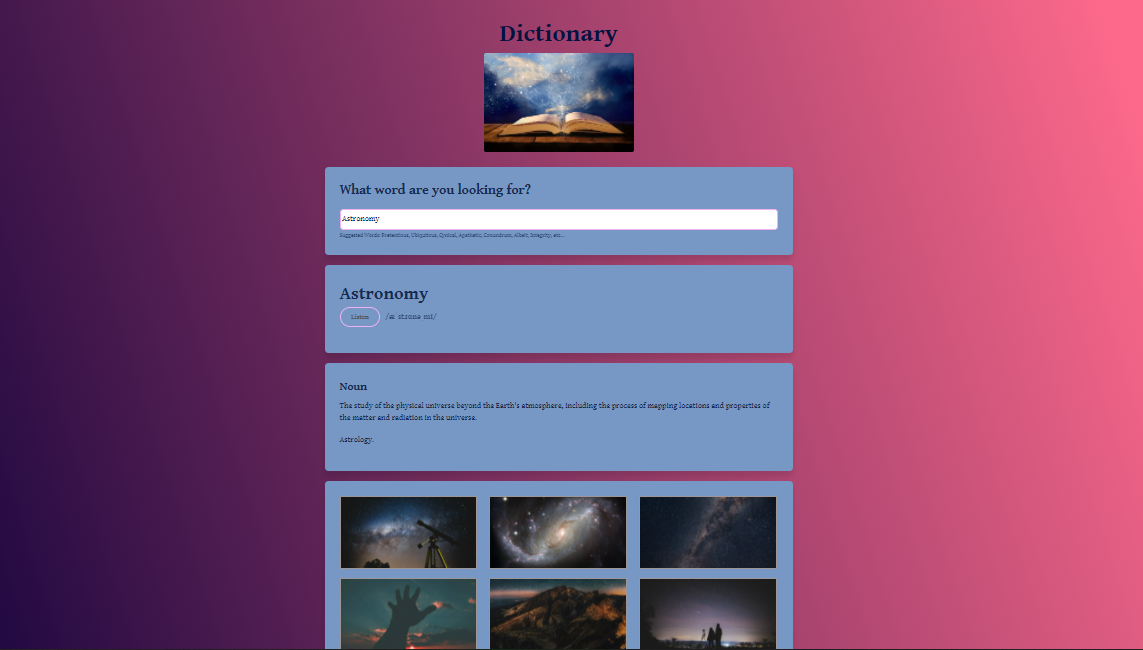 Dictionary
What word are you looking for?
Astronomy
Suggested Words: Pretentious, Ubiquitous, Cynical, Apathetic, Conundrum, Albeit, Integrity, etc...
Astronomy
Listen /æ stɹɒnə mi/
Noun
The study of the physical universe beyond the Earth's atmosphere, including the process of mapping locations and properties of
the matter and radiation in the universe.
Astrology.